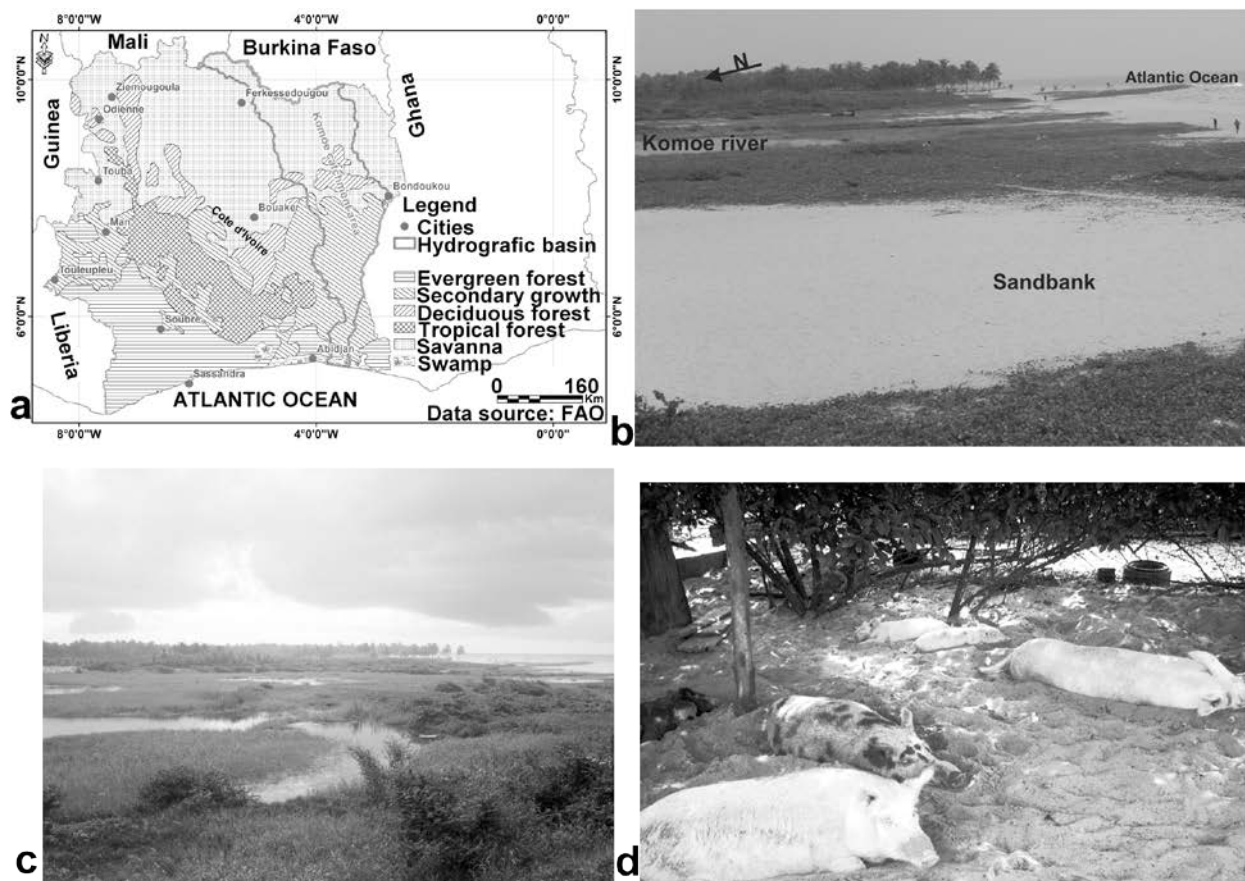 8°0'0"W 4°0'0"W 0°0'0"
N
Mali
Burkina Faso
10°0'0"N
10°0'0"N
Ziemougoula
Ferkessedougou
Odienne
Guinea
Ghana
Touba
Bondoukou
Bouake
Man
Cote d'Ivoire
Legend
Cities
Hydrografic basin
Touleupleu
Evergreen forest
Secondary growth
Deciduous forest
Tropical forest
Savanna
Swamp
6°0'0"N
6°0'0"N
Liberia
Soubre
Abidjan
Sassandra
ATLANTIC OCEAN
0 160
Km
Data source: FAO
8°0'0"W 4°0'0"W 0°0'0"
a
N
Atlantic Ocean
Komoe river
Sandbank
b
c
d